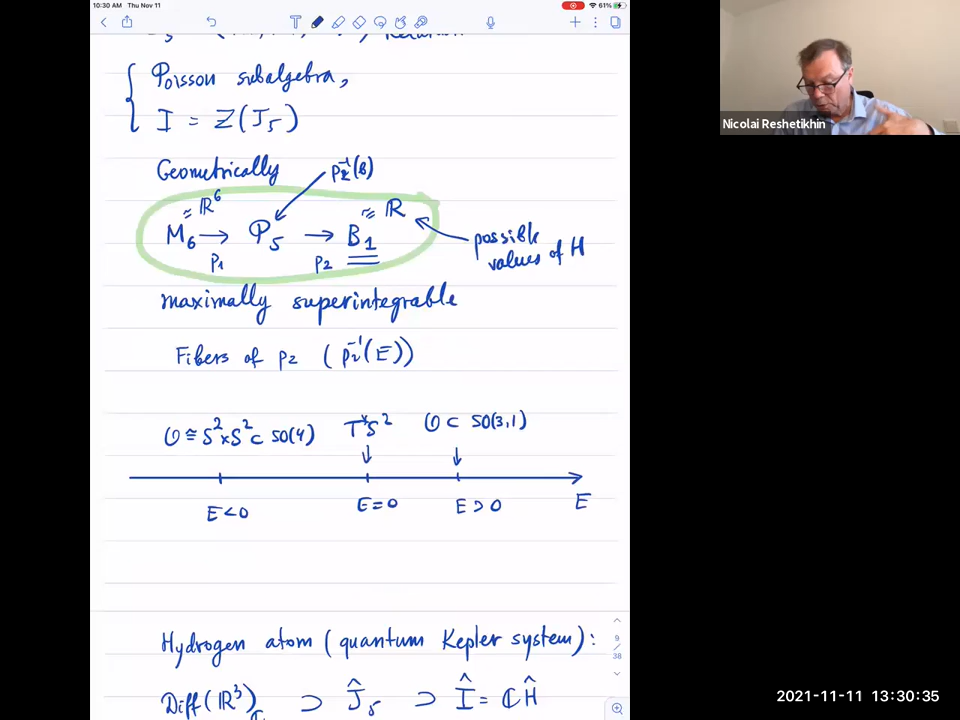 10:30 AM Thu Nov 11
61%
Relation
{ Poisson subalgebra,
I = Z(J₅)
Geometrically p₂⁻¹(B)
≃ ℝ⁶ ≃ ℝ
M₆ → P₅ → B₁
p₁ p₂
possible
values of H
maximally superintegrable
Fibers of p₂ (p₂⁻¹(E))
O ≅ S² × S² ⊂ so(4) T*S² O ⊂ so(3,1)
E < 0 E = 0 E > 0 E
Hydrogen atom (quantum Kepler system):
Diff(ℝ³) ⊃ Ĵ₅ ⊃ Î = ℂĤ
9
/
38
Nicolai Reshetikhin
2021-11-11 13:30:35